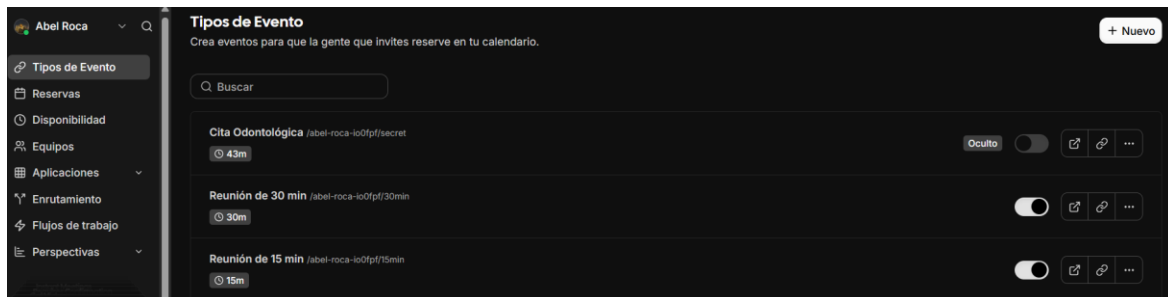 Abel Roca
Tipos de Evento
Reservas
Disponibilidad
Equipos
Aplicaciones
Enrutamiento
Flujos de trabajo
Perspectivas
Tipos de Evento
Crea eventos para que la gente que invites reserve en tu calendario.
+ Nuevo
Buscar
Cita Odontológica /abel-roca-io0fpf/secret
43m
Oculto
Reunión de 30 min /abel-roca-io0fpf/30min
30m
Reunión de 15 min /abel-roca-io0fpf/15min
15m